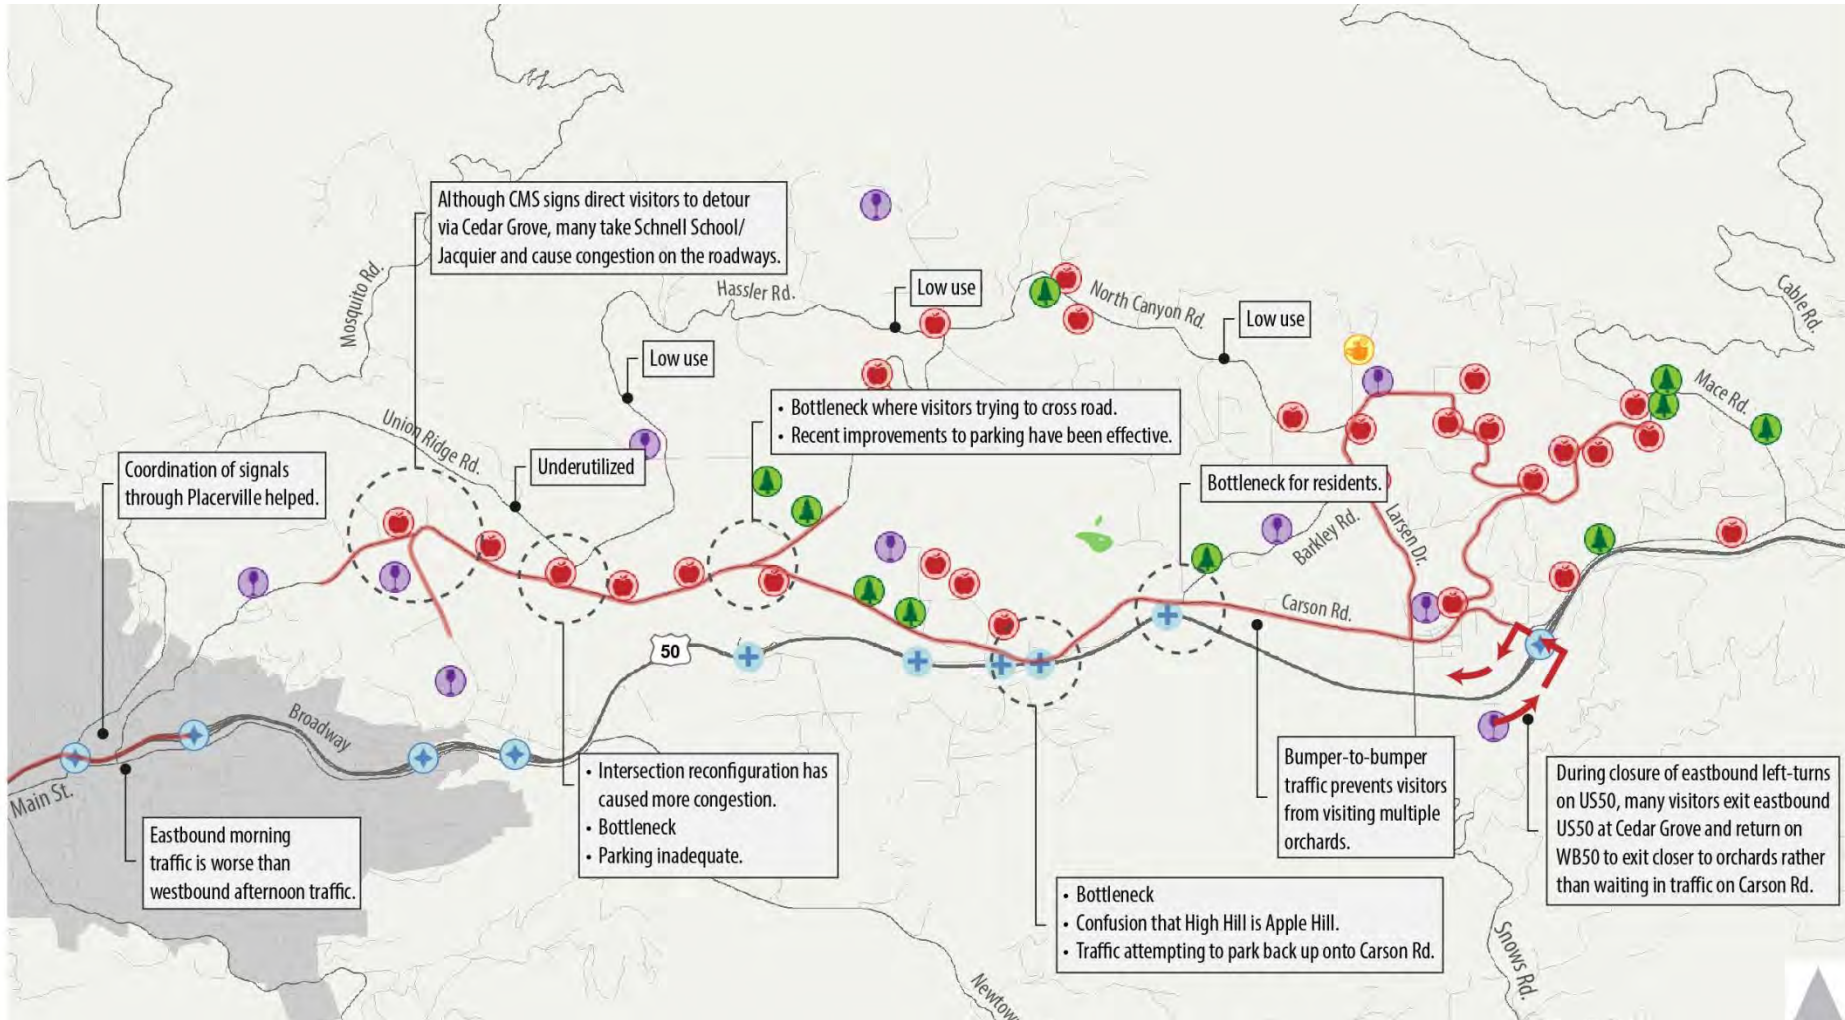 Although CMS signs direct visitors to detour
via Cedar Grove, many take Schnell School/
Jacquier and cause congestion on the roadways.
Mosquito Rd.
Hassler Rd.
Low use
North Canyon Rd.
Low use
Cable Rd.
Low use
• Bottleneck where visitors trying to cross road.
• Recent improvements to parking have been effective.
Mace Rd.
Union Ridge Rd.
Underutilized
Coordination of signals
through Placerville helped.
Bottleneck for residents.
Barkley Rd.
Larsen Dr.
Carson Rd.
50
Broadway
Main St.
Eastbound morning
traffic is worse than
westbound afternoon traffic.
• Intersection reconfiguration has
caused more congestion.
• Bottleneck
• Parking inadequate.
Bumper-to-bumper
traffic prevents visitors
from visiting multiple
orchards.
During closure of eastbound left-turns
on US50, many visitors exit eastbound
US50 at Cedar Grove and return on
WB50 to exit closer to orchards rather
than waiting in traffic on Carson Rd.
• Bottleneck
• Confusion that High Hill is Apple Hill.
• Traffic attempting to park back up onto Carson Rd.
Snows Rd.
Newtow